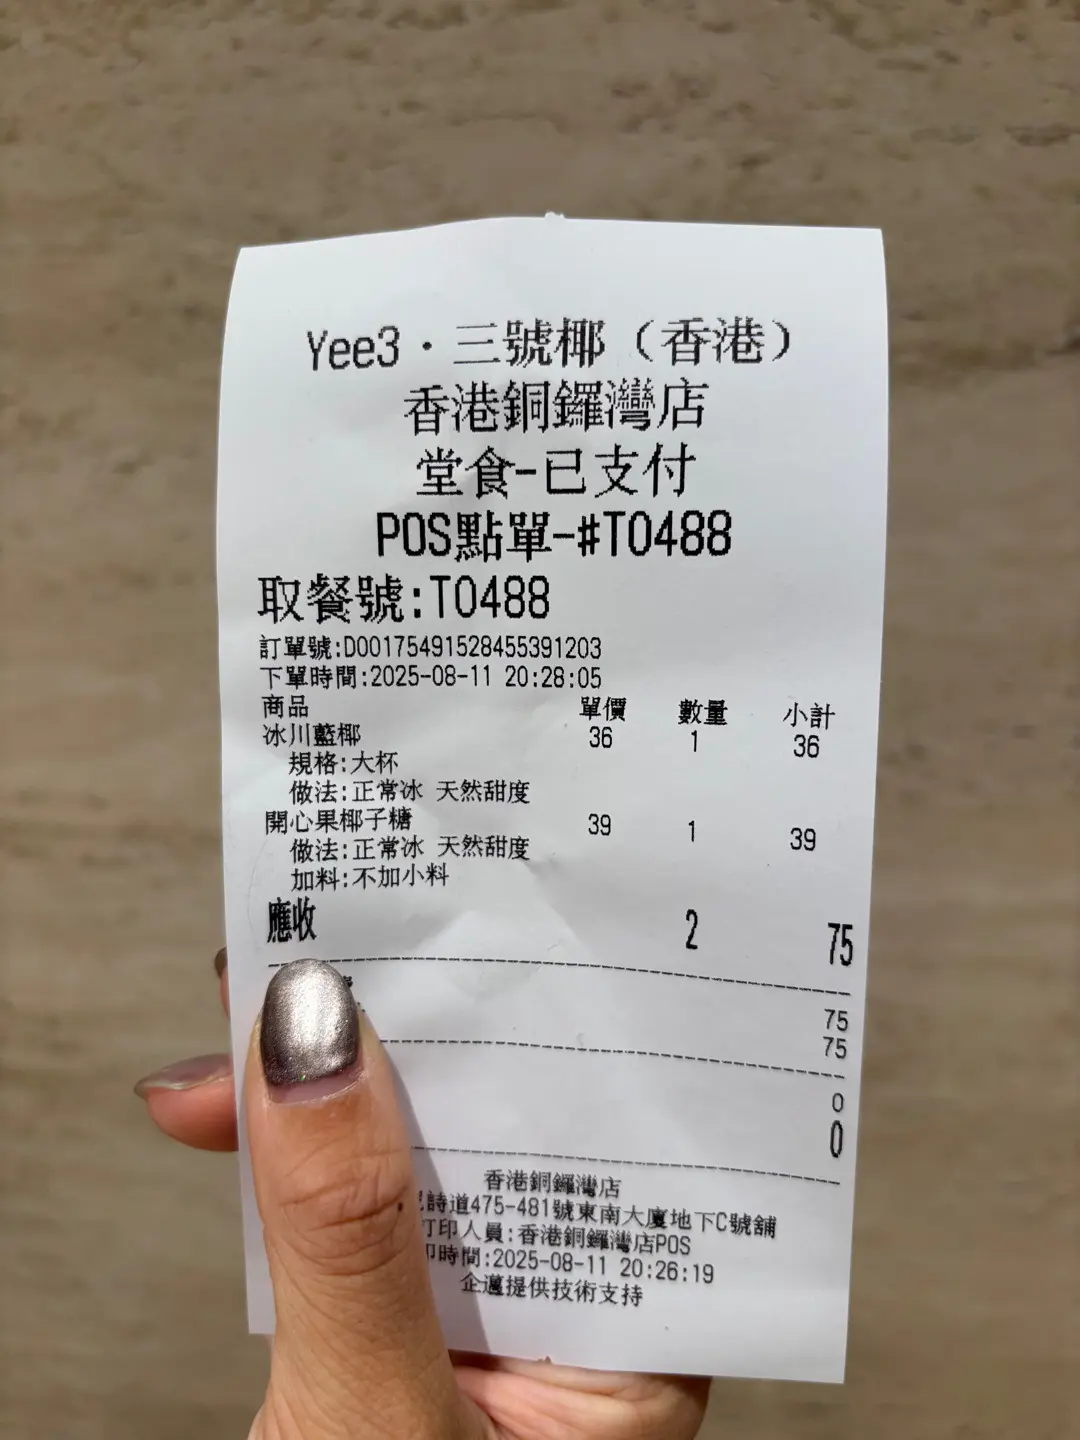 Yee3·三號椰（香港）
香港銅鑼灣店
堂食-已支付
POS點單-#T0488
取餐號:T0488
訂單號:D00175491528455391203
下單時間:2025-08-11 20:28:05
商品 單價 數量 小計
冰川藍椰 36 1 36
規格:大杯
做法:正常冰 天然甜度
開心果椰子糖 39 1 39
做法:正常冰 天然甜度
加料:不加小料
應收 2 75
75
75
0
0
香港銅鑼灣店
詩道475-481號東南大廈地下C號舖
打印人員:香港銅鑼灣店POS
印時間:2025-08-11 20:26:19
企邁提供技術支持